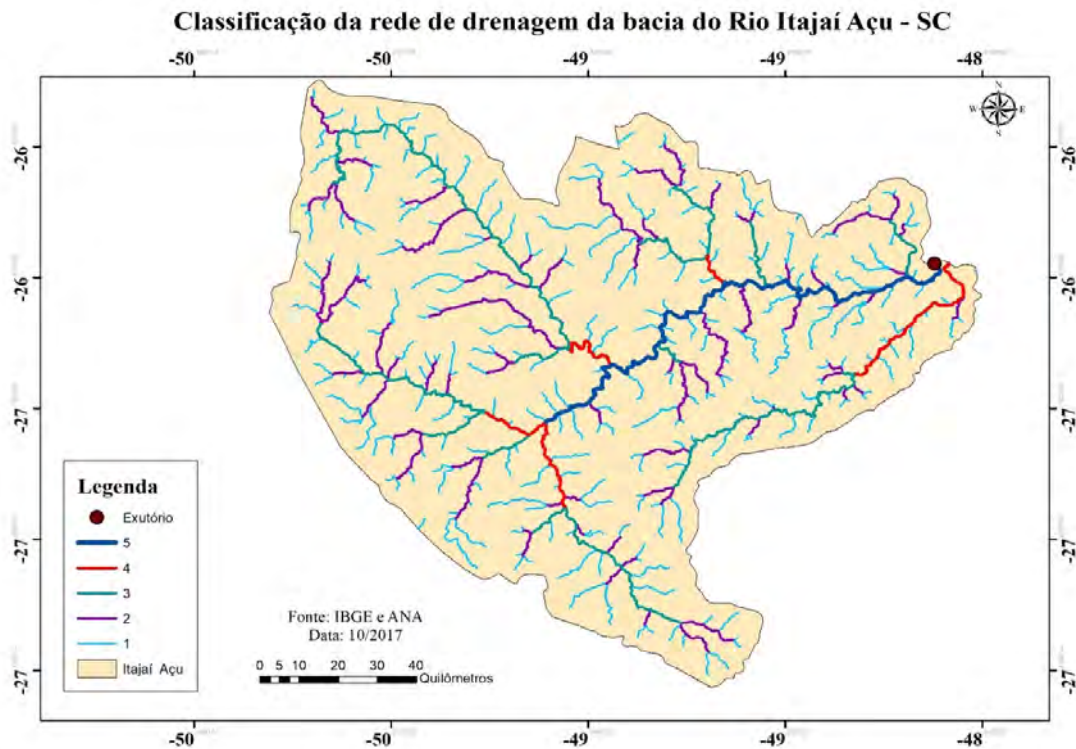 Classificação da rede de drenagem da bacia do Rio Itajaí Açu - SC
-50 -50 -49 -49 -48
N
W E
S
-26 -26
-26 -26
-27 -27
-27 -27
-27 -27
Legenda
Exutório
5
4
3
2
1
Itajaí Açu
Fonte: IBGE e ANA
Data: 10/2017
0 5 10 20 30 40
Quilômetros
-50 -50 -49 -49 -48